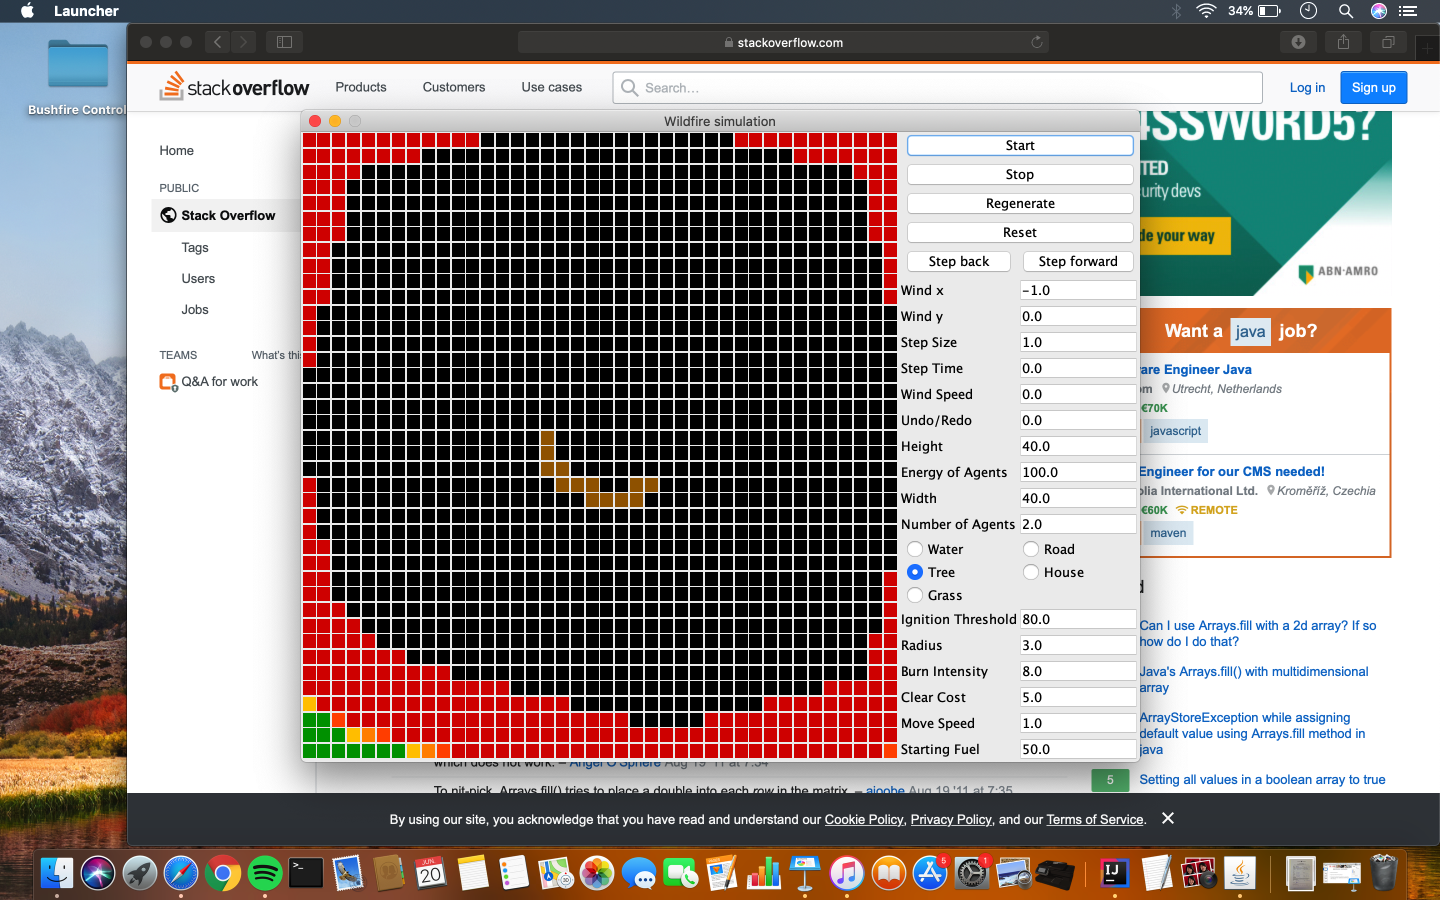 Launcher
34%
Bushfire Control
stackoverflow.com
stackoverflow
Products
Customers
Use cases
Search...
Log in
Sign up
Home
PUBLIC
Stack Overflow
Tags
Users
Jobs
TEAMS
What's this
Q&A for work
Wildfire simulation
Start
Stop
Regenerate
Reset
Step back
Step forward
Wind x
-1.0
Wind y
0.0
Step Size
1.0
Step Time
0.0
Wind Speed
0.0
Undo/Redo
0.0
Height
40.0
Energy of Agents
100.0
Width
40.0
Number of Agents
2.0
Water
Road
Tree
House
Grass
Ignition Threshold
80.0
Radius
3.0
Burn Intensity
8.0
Clear Cost
5.0
Move Speed
1.0
Starting Fuel
50.0
SSW0RD5?
ITED
curity devs
de your way
ABN·AMRO
Want a java job?
are Engineer Java
om Utrecht, Netherlands
€70K
javascript
Engineer for our CMS needed!
olia International Ltd. Kroměříž, Czechia
€60K REMOTE
maven
d
Can I use Arrays.fill with a 2d array? If so
how do I do that?
Java's Arrays.fill() with multidimensional
array
ArrayStoreException while assigning
default value using Arrays.fill method in
java
5
Setting all values in a boolean array to true
which does not work. – Angel O'Sphere Aug 19 '11 at 7:34
To nit-pick, Arrays.fill() tries to place a double into each row in the matrix. – aioobe Aug 19 '11 at 7:35
By using our site, you acknowledge that you have read and understand our Cookie Policy, Privacy Policy, and our Terms of Service.
JUN
20
5
1
IJ